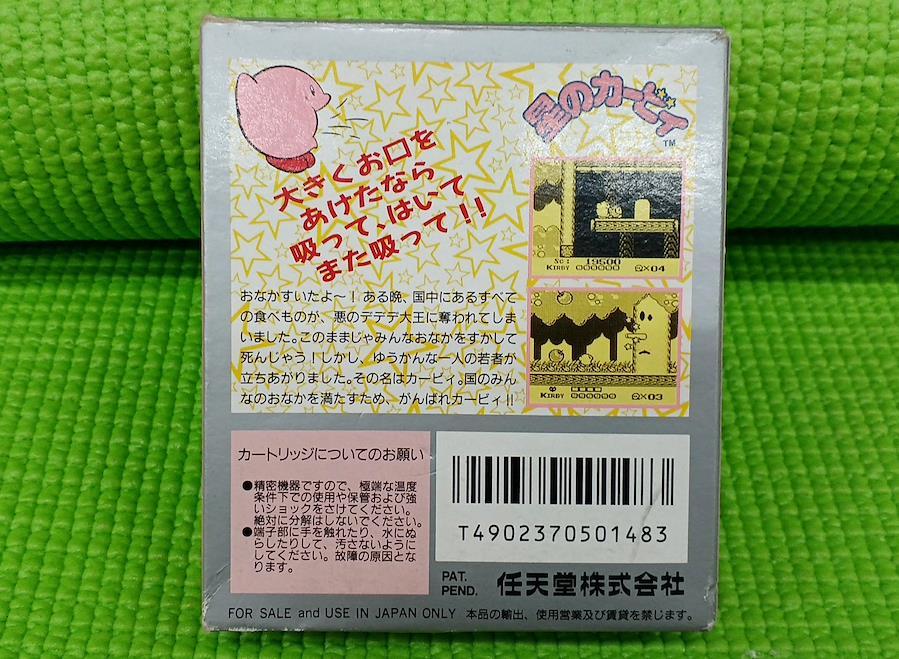 星のカービィ
TM
大きくお口を
あけたなら
吸って、はいて
また吸って!!
SC: 19500
KIRBY 000000 ×04
KIRBY ×03
おなかすいたよ〜!ある晩、国中にあるすべて
の食べものが、悪のデデデ大王に奪われてしま
いました。このままじゃみんなおなかをすかして
死んじゃう!しかし、ゆうかんな一人の若者が
立ちあがりました。その名はカービィ。国のみん
なのおなかを満たすため、がんばれカービィ!!
カートリッジについてのお願い
●精密機器ですので、極端な温度
条件下での使用や保管および強
いショックをさけてください。
絶対に分解はしないでください。
●端子部に手を触れたり、水にぬ
らしたりして、汚さないように
してください。故障の原因とな
ります。
T4902370501483
PAT.
PEND.
任天堂株式会社
FOR SALE and USE IN JAPAN ONLY 本品の輸出、使用営業及び賃貸を禁じます。